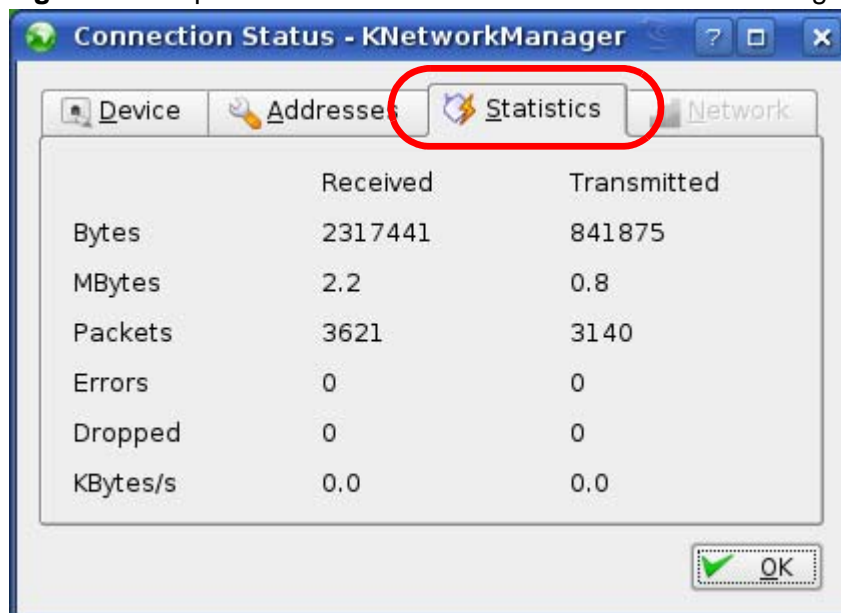 Connection Status - KNetworkManager
Device Addresses Statistics Network
Received Transmitted
Bytes 2317441 841875
MBytes 2.2 0.8
Packets 3621 3140
Errors 0 0
Dropped 0 0
KBytes/s 0.0 0.0
OK